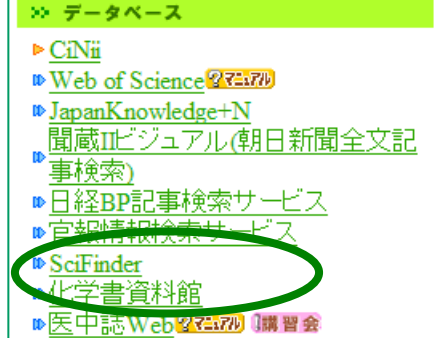 データベース
CiNii
Web of Science ?マニュアル
JapanKnowledge+N
聞蔵IIビジュアル(朝日新聞全文記
事検索)
日経BP記事検索サービス
官報情報検索サービス
SciFinder
化学書資料館
医中誌Web ?マニュアル 講習会